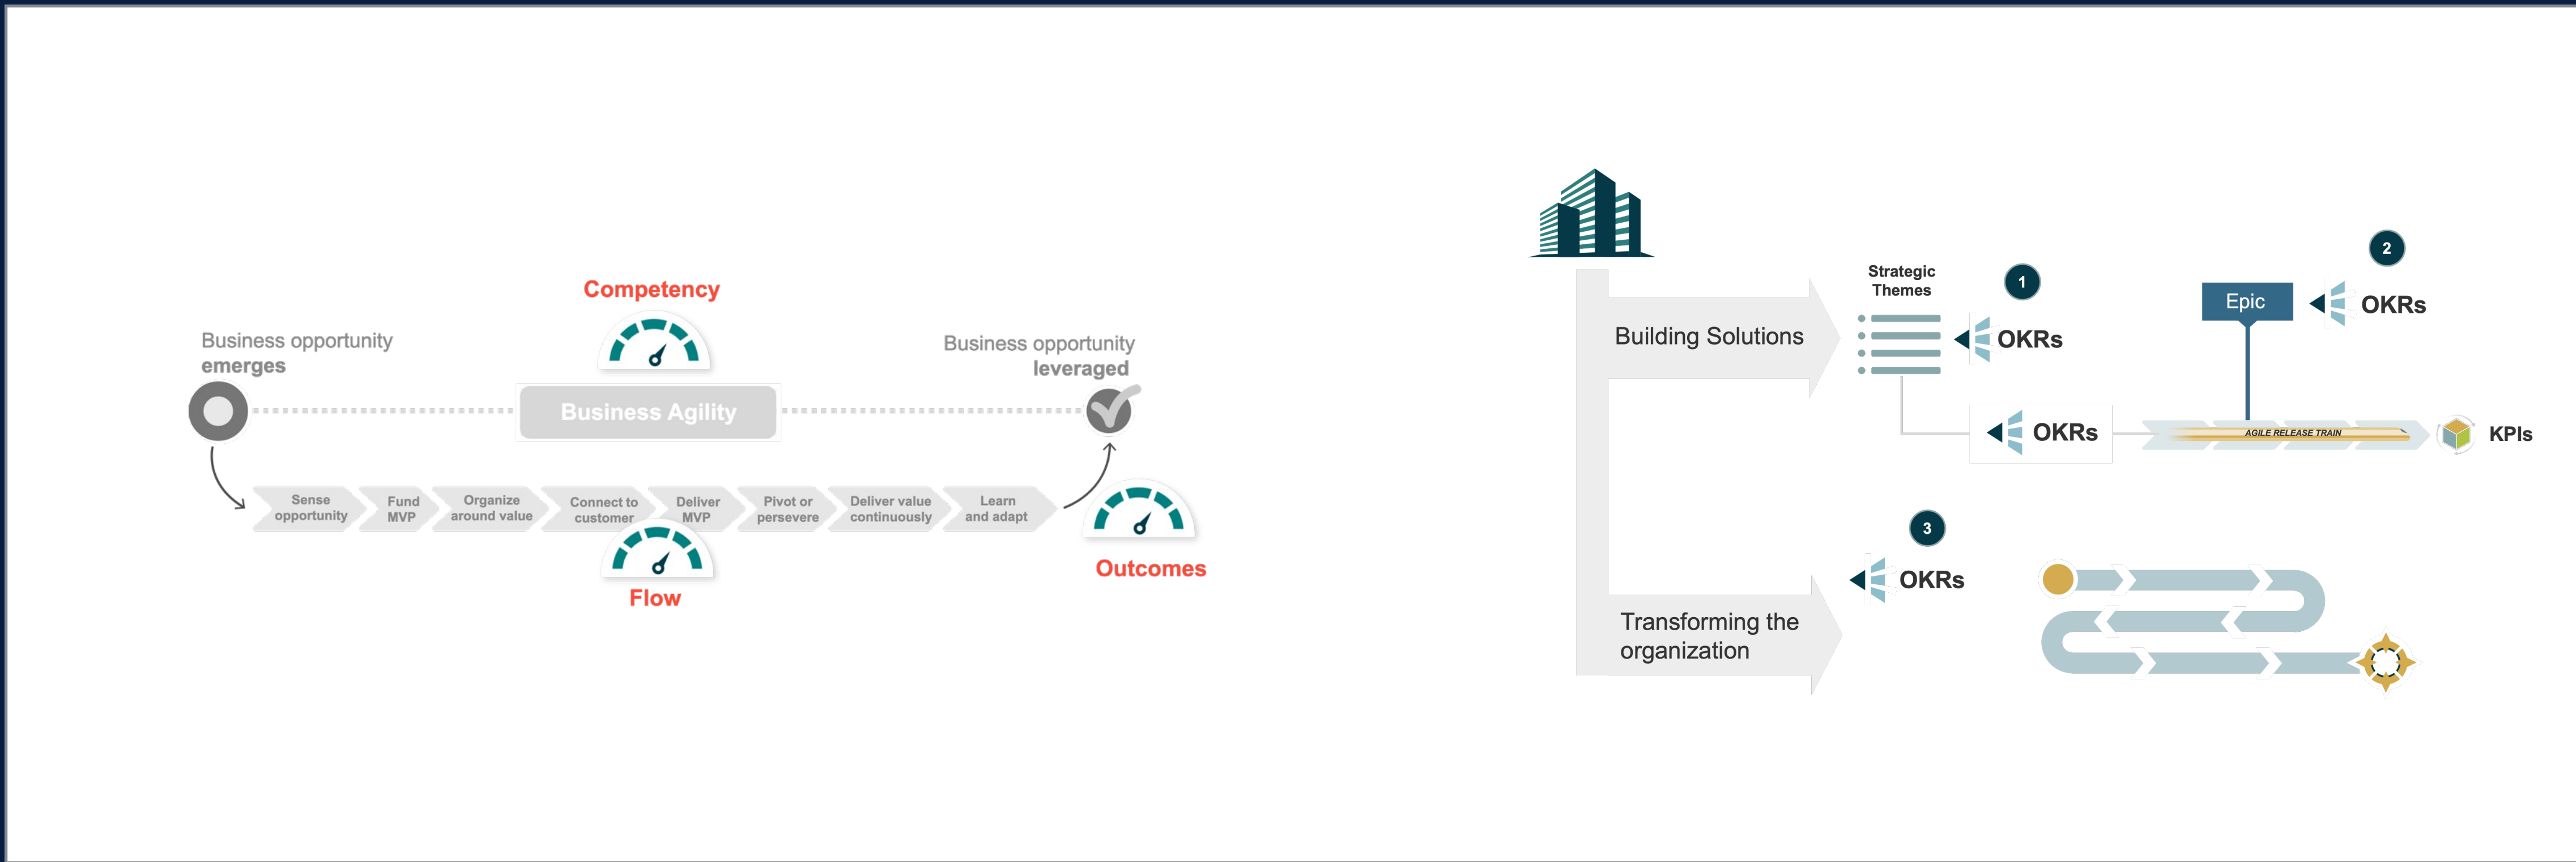 Competency
Business opportunity
emerges
Business opportunity
leveraged
Business Agility
Sense
opportunity
Fund
MVP
Organize
around value
Connect to
customer
Deliver
MVP
Pivot or
persevere
Deliver value
continuously
Learn
and adapt
Flow
Outcomes
Building Solutions
Strategic
Themes
1
OKRs
2
Epic
OKRs
OKRs
AGILE RELEASE TRAIN
KPIs
3
OKRs
Transforming the
organization